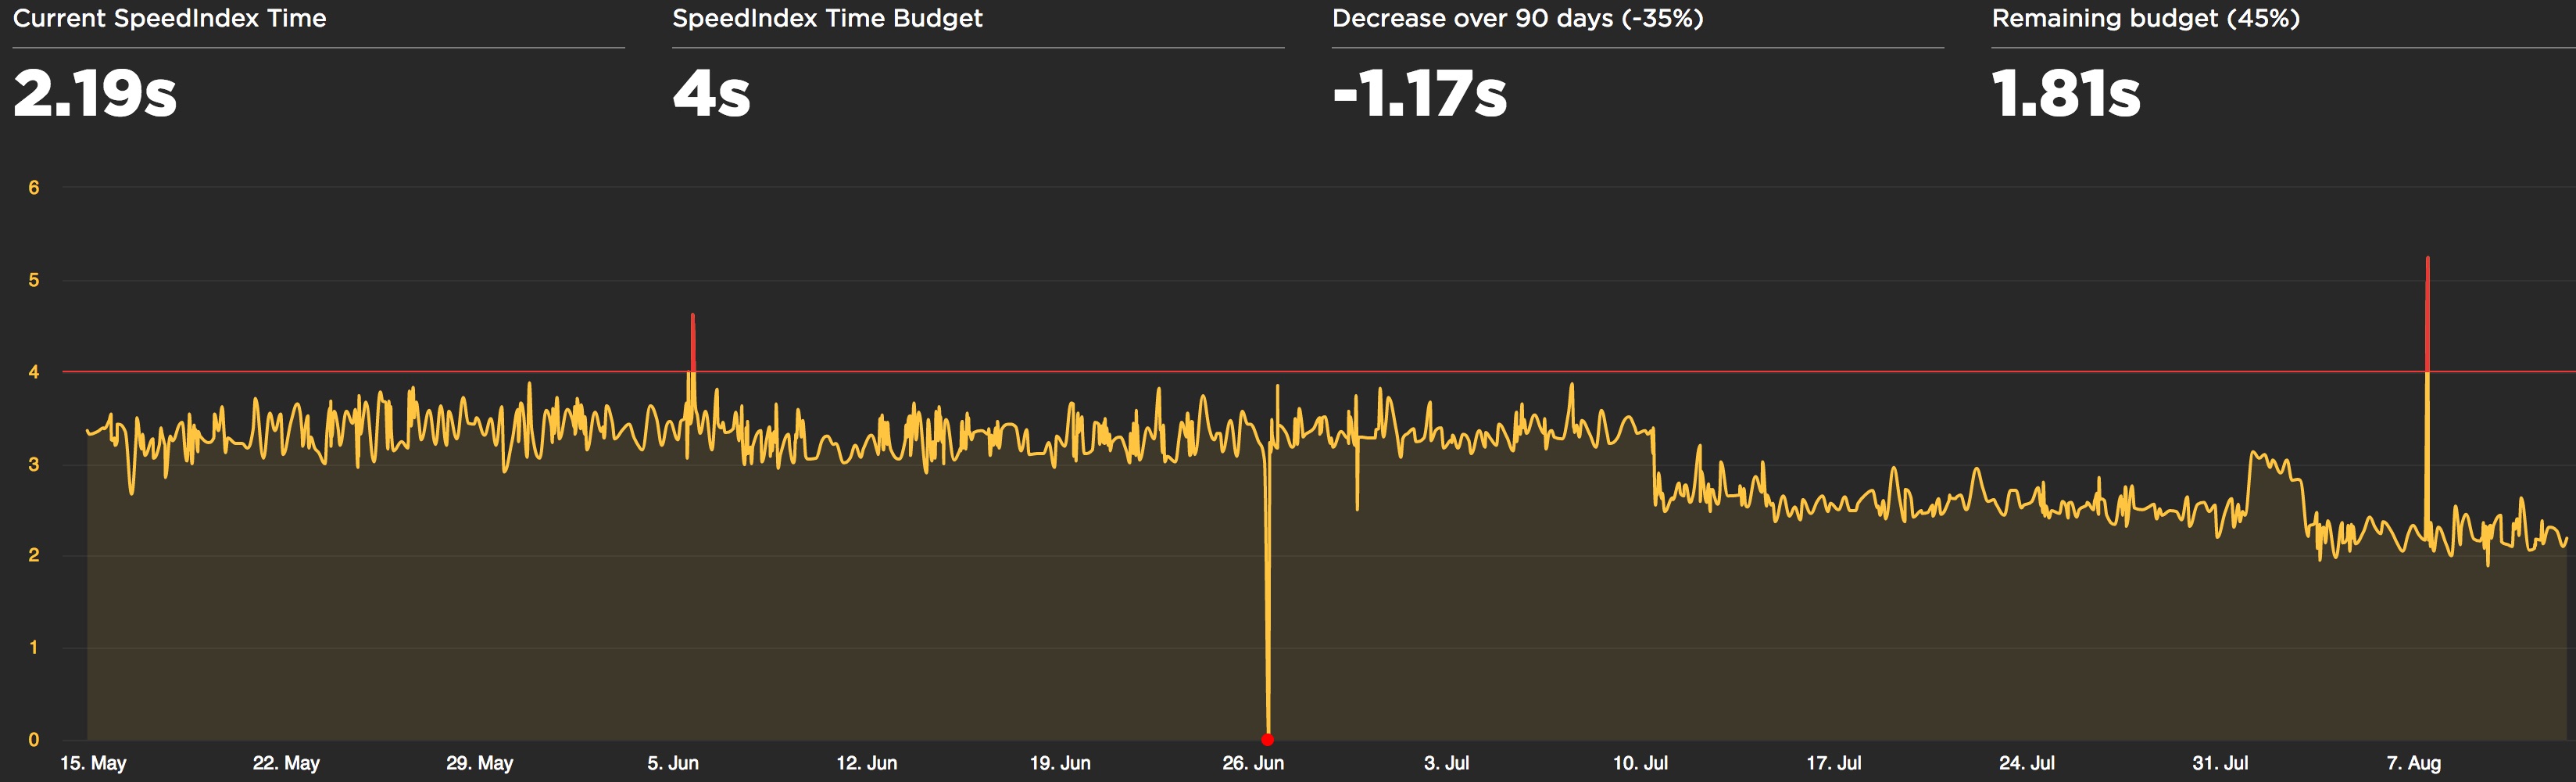 Current SpeedIndex Time
SpeedIndex Time Budget
Decrease over 90 days (-35%)
Remaining budget (45%)
2.19s
4s
-1.17s
1.81s
6
5
4
3
2
1
0
15. May
22. May
29. May
5. Jun
12. Jun
19. Jun
26. Jun
3. Jul
10. Jul
17. Jul
24. Jul
31. Jul
7. Aug